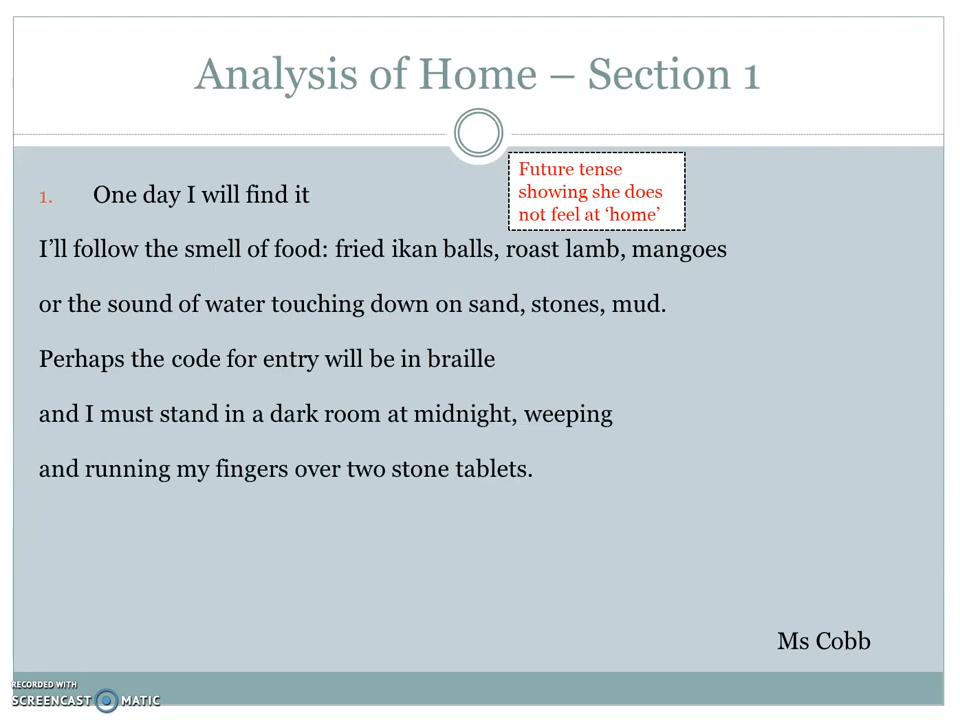 Analysis of Home – Section 1
Future tense
showing she does
not feel at ‘home’
1. One day I will find it
I’ll follow the smell of food: fried ikan balls, roast lamb, mangoes
or the sound of water touching down on sand, stones, mud.
Perhaps the code for entry will be in braille
and I must stand in a dark room at midnight, weeping
and running my fingers over two stone tablets.
Ms Cobb
RECORDED WITH
SCREENCAST MATIC